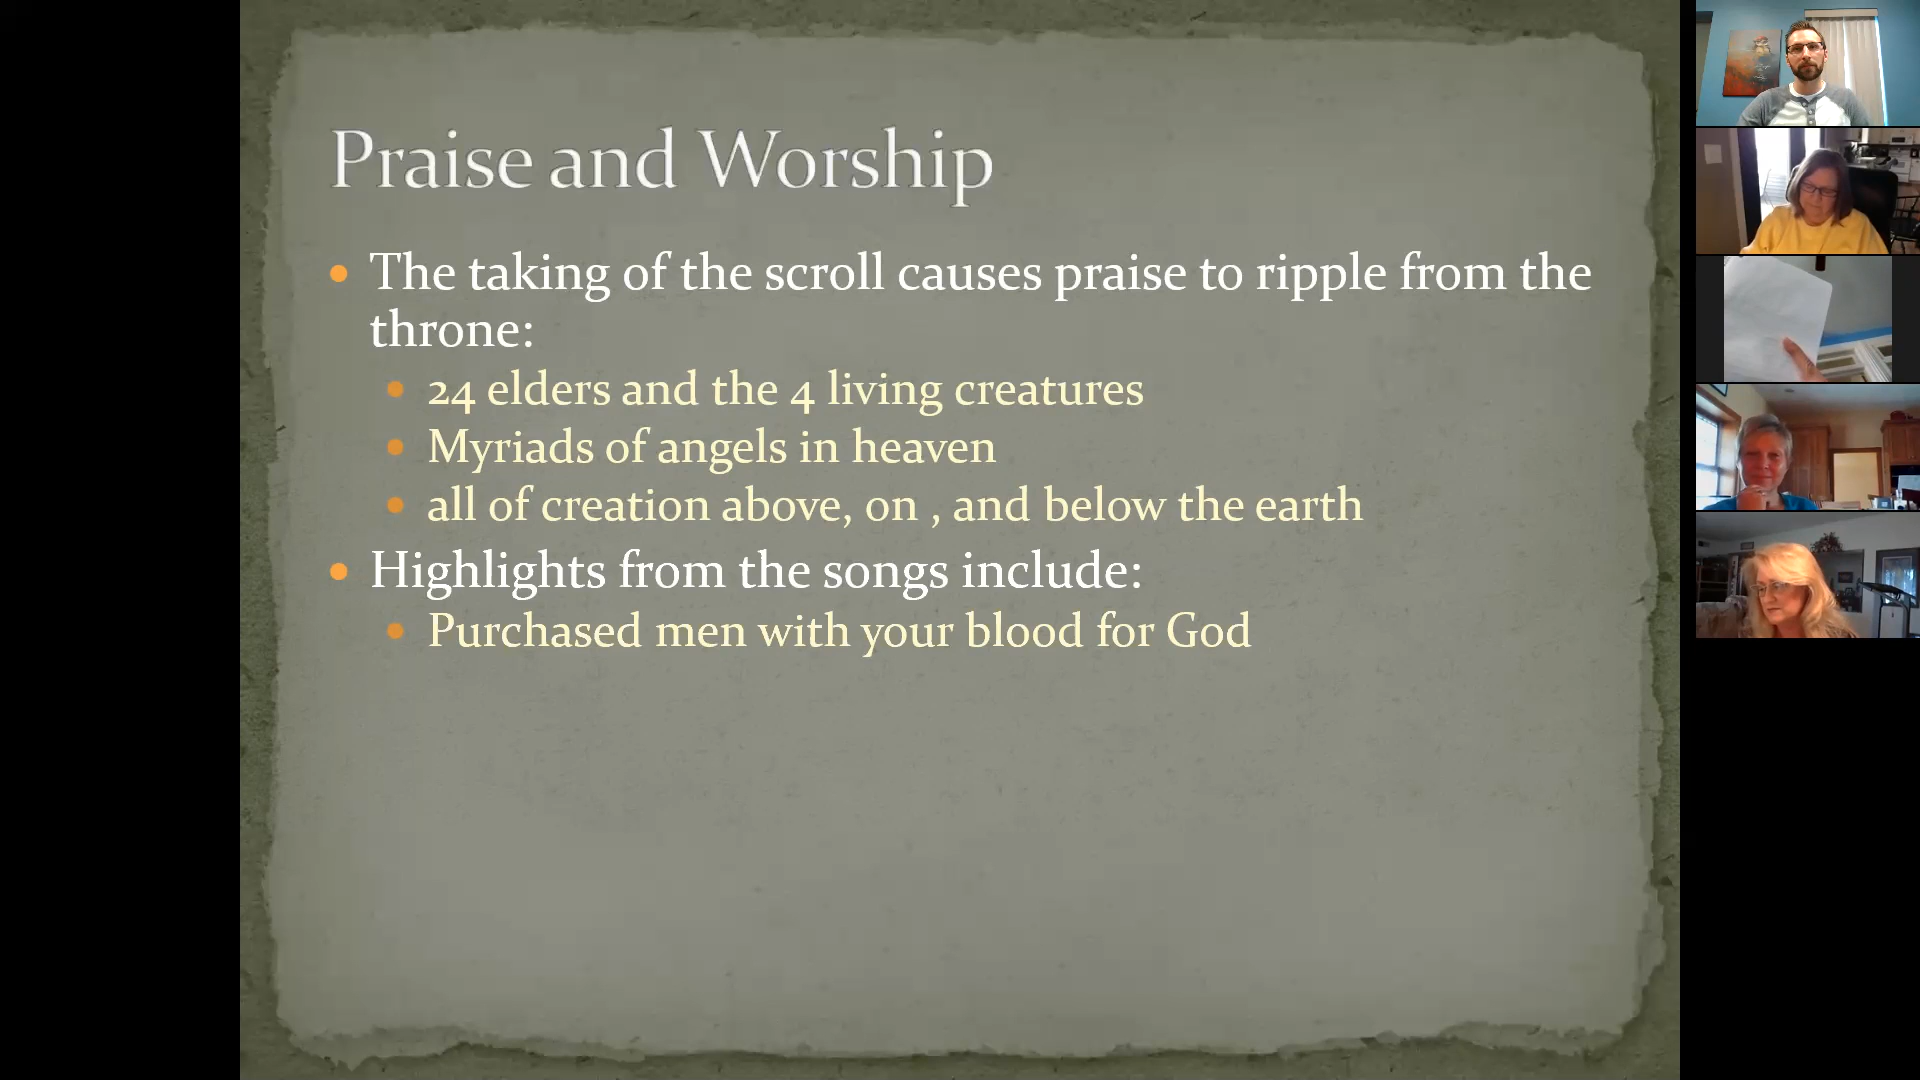 Praise and Worship
The taking of the scroll causes praise to ripple from the
throne:
24 elders and the 4 living creatures
Myriads of angels in heaven
all of creation above, on , and below the earth
Highlights from the songs include:
Purchased men with your blood for God